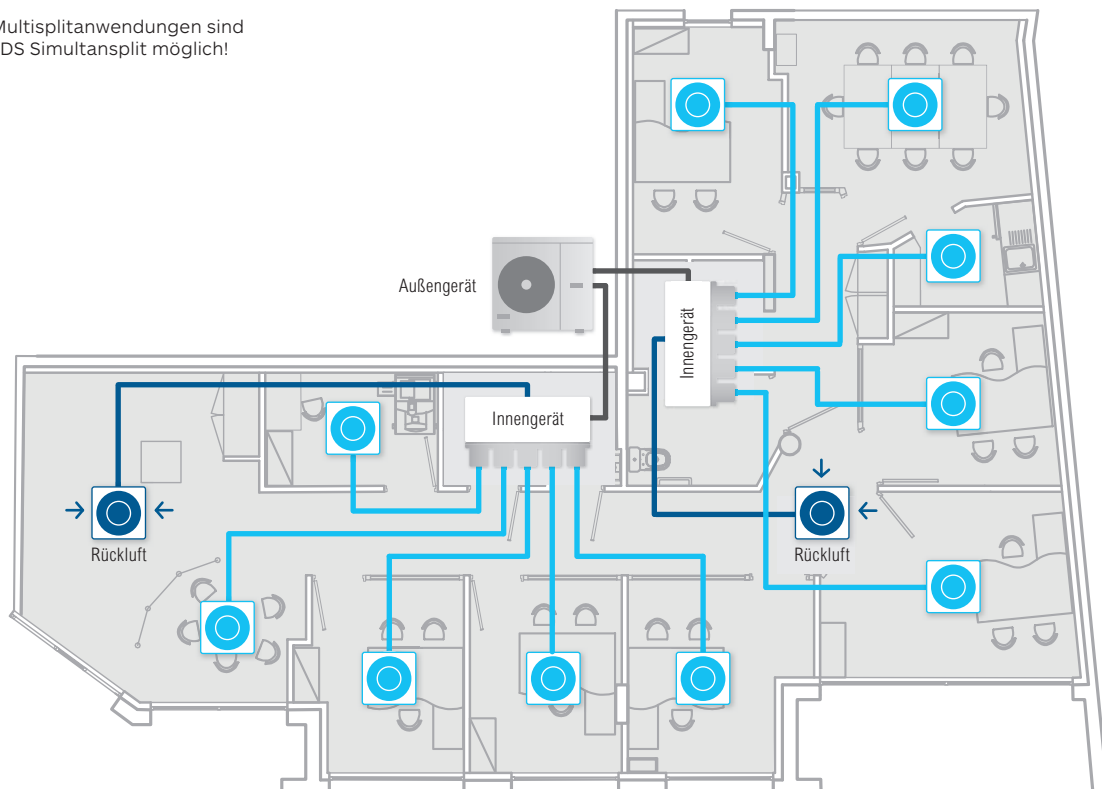 Multisplitanwendungen sind
DS Simultansplit möglich!
Außengerät
Innengerät
Innengerät
Rückluft
Rückluft